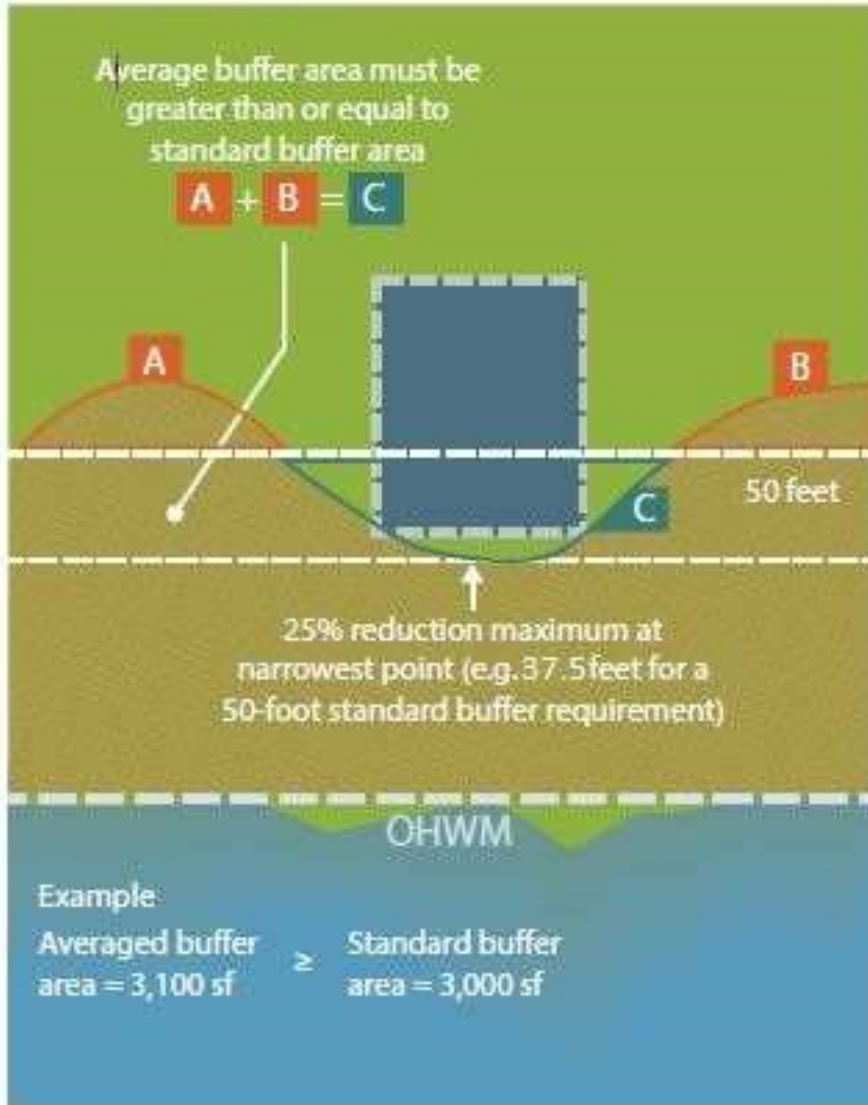 Average buffer area must be
greater than or equal to
standard buffer area
A + B = C
A
B
50 feet
C
25% reduction maximum at
narrowest point (e.g. 37.5 feet for a
50-foot standard buffer requirement)
OHWM
Example
Averaged buffer
area = 3,100 sf
≥
Standard buffer
area = 3,000 sf